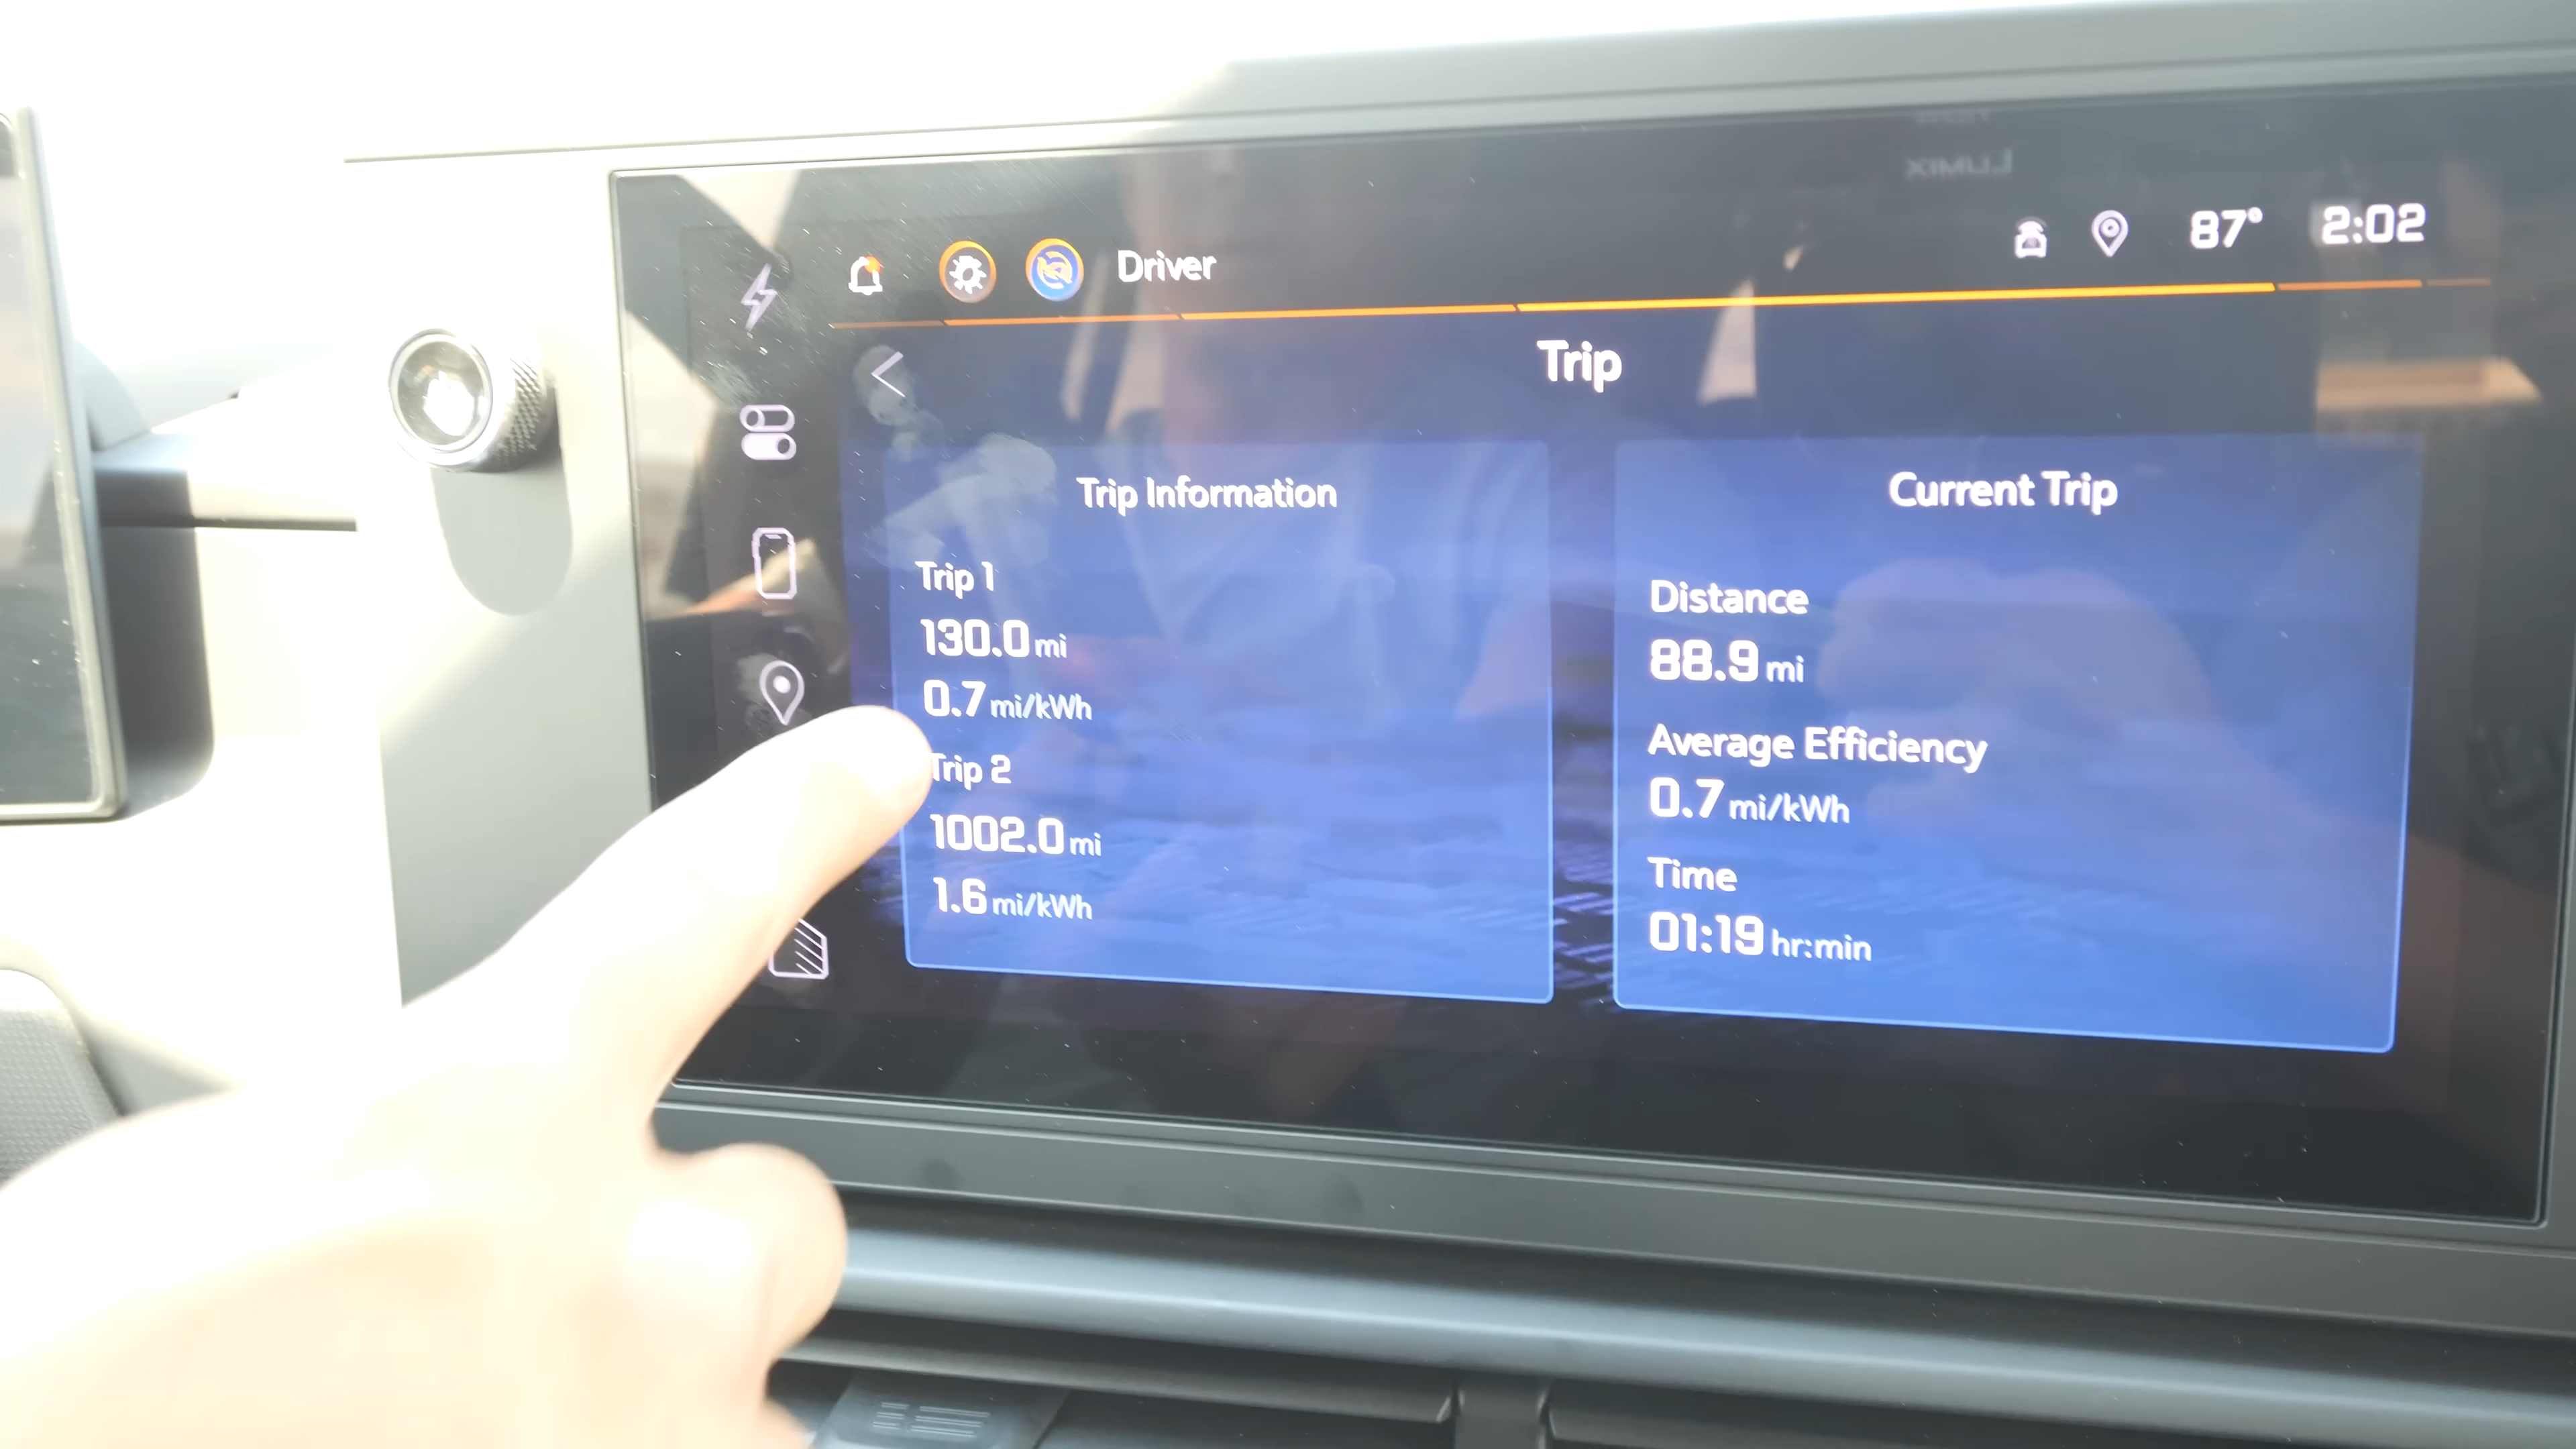 LUMIX
Driver
87° 2:02
Trip
Trip Information
Trip 1
130.0 mi
0.7 mi/kWh
Trip 2
1002.0 mi
1.6 mi/kWh
Current Trip
Distance
88.9 mi
Average Efficiency
0.7 mi/kWh
Time
01:19 hr:min